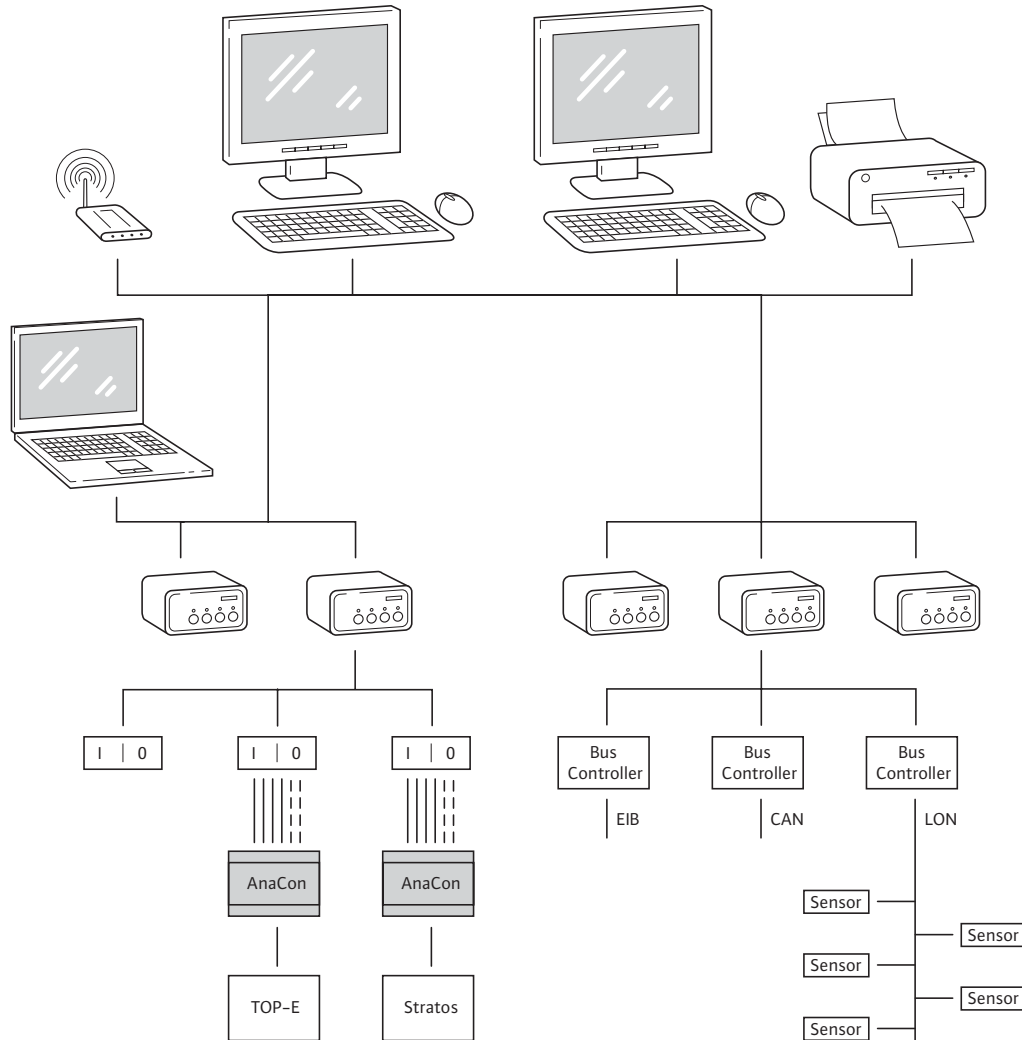 I | 0
I | 0
I | 0
Bus
Controller
Bus
Controller
Bus
Controller
EIB
CAN
LON
AnaCon
AnaCon
Sensor
Sensor
Sensor
Sensor
Sensor
TOP-E
Stratos